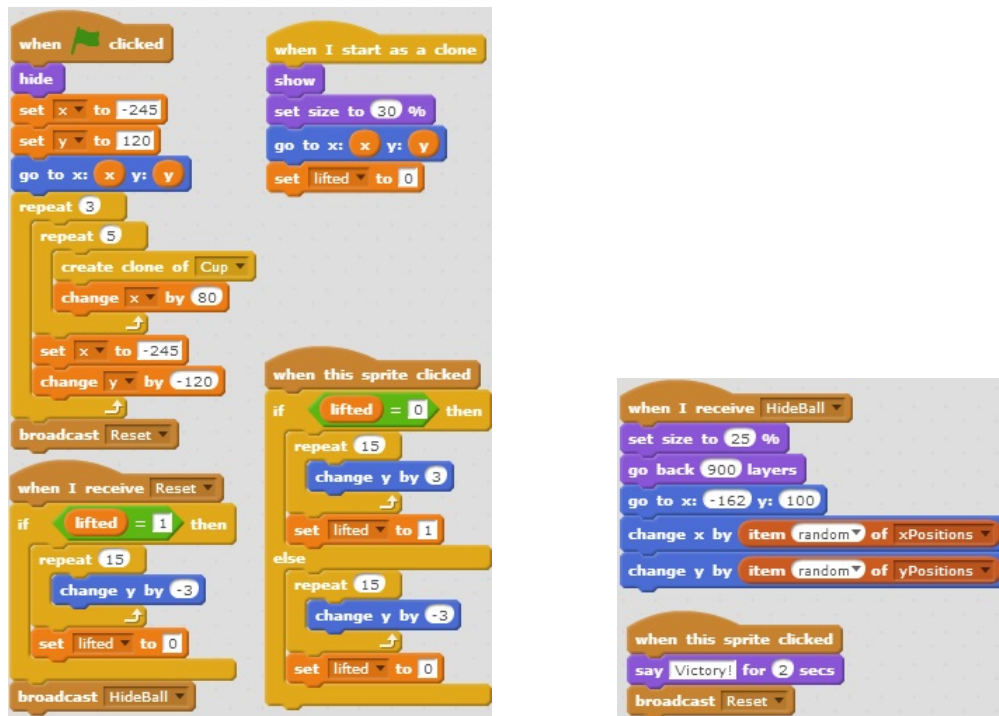 when clicked
hide
set x to -245
set y to 120
go to x: x y: y
repeat 3
repeat 5
create clone of Cup
change x by 80
set x to -245
change y by -120
broadcast Reset
when I receive Reset
if lifted = 1 then
repeat 15
change y by -3
set lifted to 0
broadcast HideBall
when I start as a clone
show
set size to 30 %
go to x: x y: y
set lifted to 0
when this sprite clicked
if lifted = 0 then
repeat 15
change y by 3
set lifted to 1
else
repeat 15
change y by -3
set lifted to 0
when I receive HideBall
set size to 25 %
go back 900 layers
go to x: -162 y: 100
change x by item random of xPositions
change y by item random of yPositions
when this sprite clicked
say Victory! for 2 secs
broadcast Reset